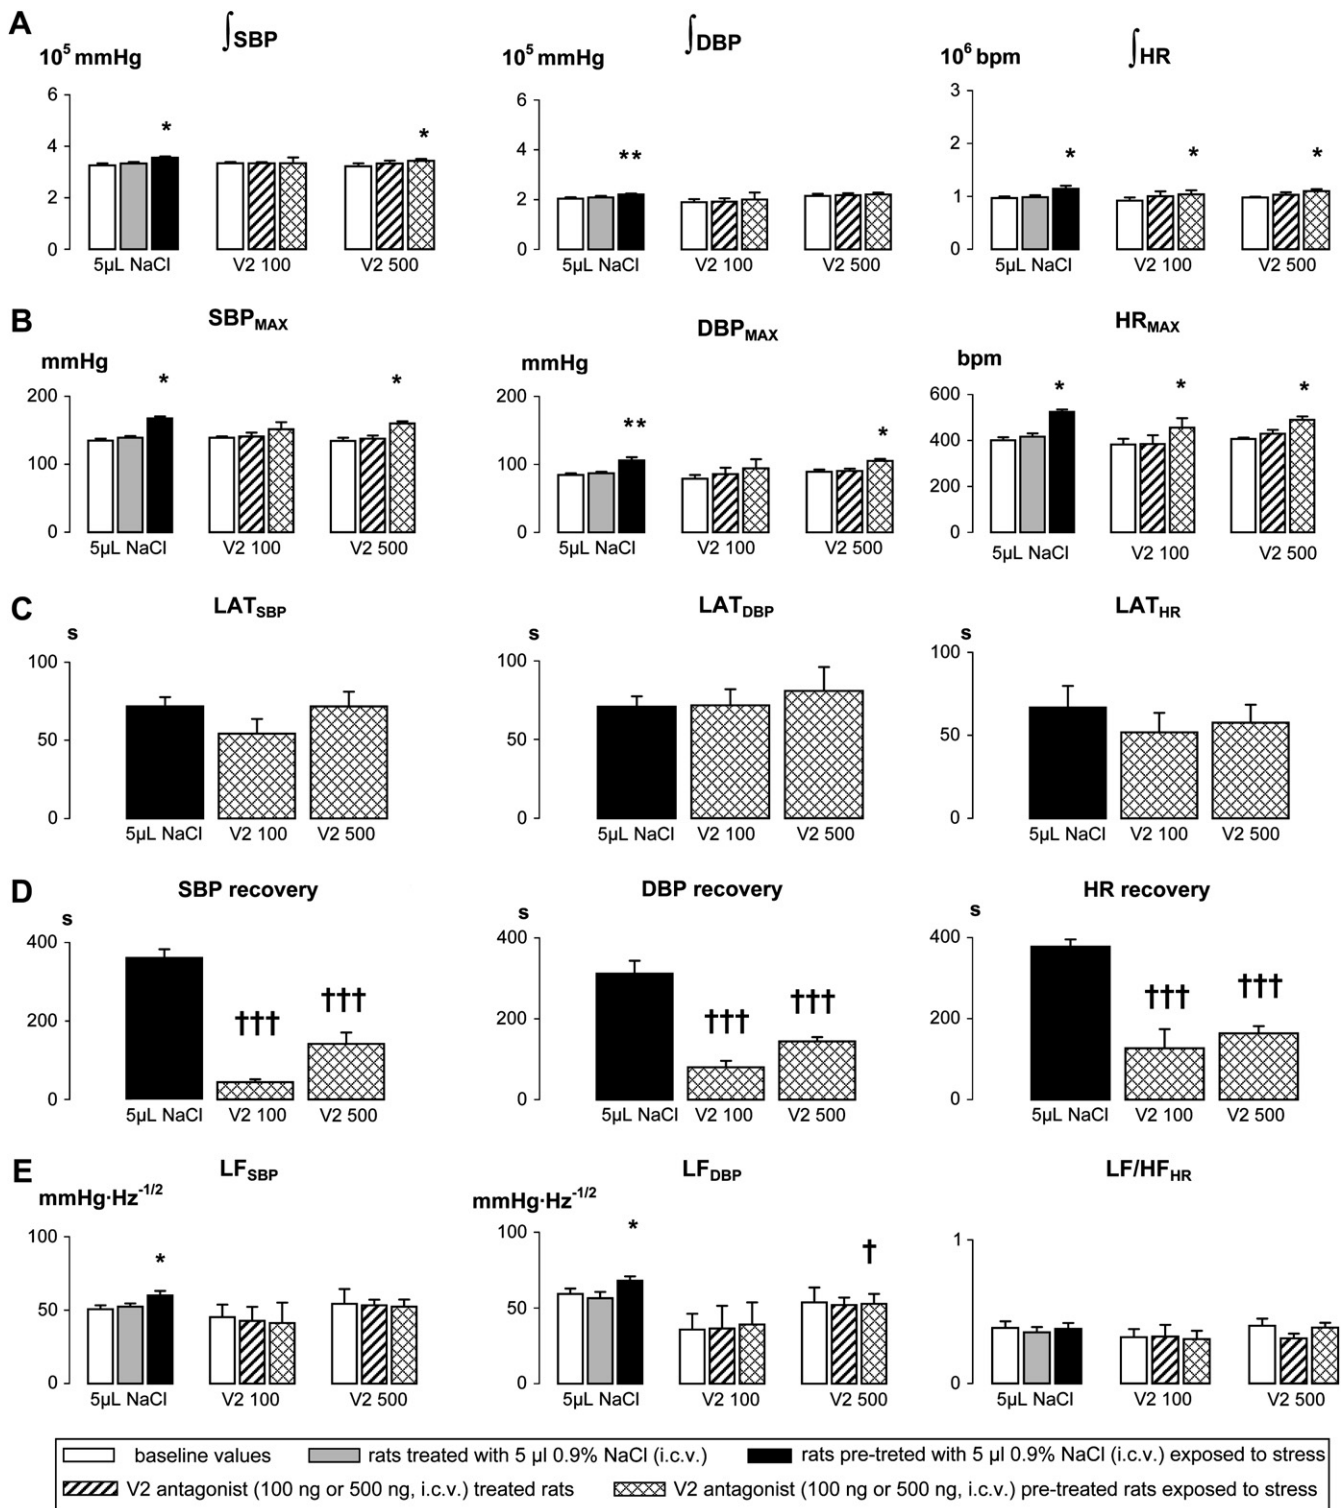 A
∫SBP ∫DBP ∫HR
10⁵ mmHg 10⁵ mmHg 10⁶ bpm
6 6 3
4 4 2
2 2 1
0 0 0
* * ** * * *
5µL NaCl V2 100 V2 500 5µL NaCl V2 100 V2 500 5µL NaCl V2 100 V2 500
B
SBP_MAX DBP_MAX HR_MAX
mmHg mmHg bpm
200 200 600
100 100 400
200
0 0 0
* * ** * * * *
5µL NaCl V2 100 V2 500 5µL NaCl V2 100 V2 500 5µL NaCl V2 100 V2 500
C
LAT_SBP LAT_DBP LAT_HR
s s s
100 100 100
50 50 50
0 0 0
5µL NaCl V2 100 V2 500 5µL NaCl V2 100 V2 500 5µL NaCl V2 100 V2 500
D
SBP recovery DBP recovery HR recovery
s s s
400 400 400
200 200 200
0 0 0
††† ††† ††† ††† ††† †††
5µL NaCl V2 100 V2 500 5µL NaCl V2 100 V2 500 5µL NaCl V2 100 V2 500
E
LF_SBP LF_DBP LF/HF_HR
mmHg·Hz⁻¹/² mmHg·Hz⁻¹/²
100 100 1
50 50
0 0 0
* * †
5µL NaCl V2 100 V2 500 5µL NaCl V2 100 V2 500 5µL NaCl V2 100 V2 500
baseline values rats treated with 5 µl 0.9% NaCl (i.c.v.) rats pre-treted with 5 µl 0.9% NaCl (i.c.v.) exposed to stress
V2 antagonist (100 ng or 500 ng, i.c.v.) treated rats V2 antagonist (100 ng or 500 ng, i.c.v.) pre-treated rats exposed to stress